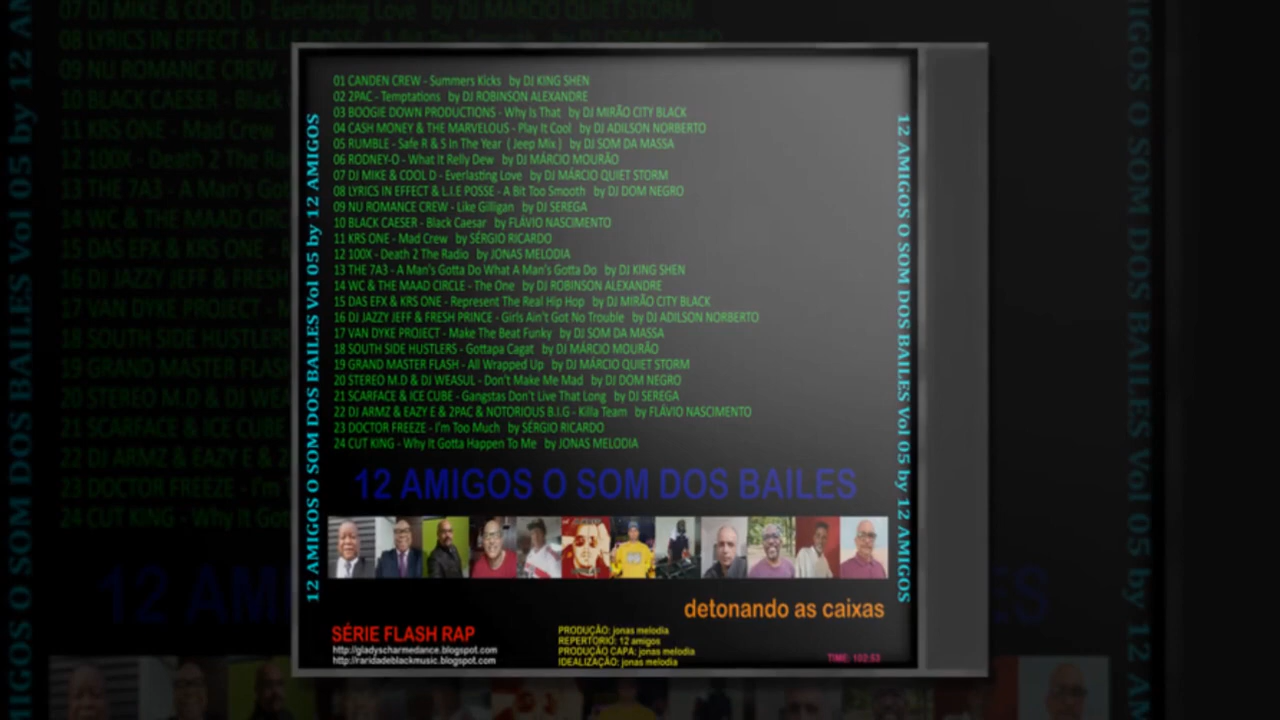 01 CANDEN CREW - Summers Kicks by DJ KING SHEN
02 2PAC - Temptations by DJ ROBINSON ALEXANDRE
03 BOOGIE DOWN PRODUCTIONS - Why Is That by DJ MIRÃO CITY BLACK
04 CASH MONEY & THE MARVELOUS - Play It Cool by DJ ADILSON NORBERTO
05 RUMBLE - Safe R & S In The Year ( Jeep Mix ) by DJ SOM DA MASSA
06 RODNEY-O - What It Relly Dew by DJ MÁRCIO MOURÃO
07 DJ MIKE & COOL D - Everlasting Love by DJ MÁRCIO QUIET STORM
08 LYRICS IN EFFECT & L.I.E POSSE - A Bit Too Smooth by DJ DOM NEGRO
09 NU ROMANCE CREW - Like Gilligan by DJ SEREGA
10 BLACK CAESER - Black Caesar by FLÁVIO NASCIMENTO
11 KRS ONE - Mad Crew by SÉRGIO RICARDO
12 100X - Death 2 The Radio by JONAS MELODIA
13 THE 7A3 - A Man's Gotta Do What A Man's Gotta Do by DJ KING SHEN
14 WC & THE MAAD CIRCLE - The One by DJ ROBINSON ALEXANDRE
15 DAS EFX & KRS ONE - Represent The Real Hip Hop by DJ MIRÃO CITY BLACK
16 DJ JAZZY JEFF & FRESH PRINCE - Girls Ain't Got No Trouble by DJ ADILSON NORBERTO
17 VAN DYKE PROJECT - Make The Beat Funky by DJ SOM DA MASSA
18 SOUTH SIDE HUSTLERS - Gottapa Cagat by DJ MÁRCIO MOURÃO
19 GRAND MASTER FLASH - All Wrapped Up by DJ MÁRCIO QUIET STORM
20 STEREO M.D & DJ WEASUL - Don't Make Me Mad by DJ DOM NEGRO
21 SCARFACE & ICE CUBE - Gangstas Don't Live That Long by DJ SEREGA
22 DJ ARMZ & EAZY E & 2PAC & NOTORIOUS B.I.G - Killa Team by FLÁVIO NASCIMENTO
23 DOCTOR FREEZE - I'm Too Much by SÉRGIO RICARDO
24 CUT KING - Why It Gotta Happen To Me by JONAS MELODIA
12 AMIGOS O SOM DOS BAILES Vol 05 by 12 AMIGOS
12 AMIGOS O SOM DOS BAILES Vol 05 by 12 AMIGOS
12 AMIGOS O SOM DOS BAILES
detonando as caixas
SÉRIE FLASH RAP
http://gladyscharmedance.blogspot.com
http://raridadeblackmusic.blogspot.com
PRODUÇÃO: jonas melodia
REPERTORIO: 12 amigos
PRODUÇÃO CAPA: jonas melodia
IDEALIZAÇÃO: jonas melodia
TIME: 102:53